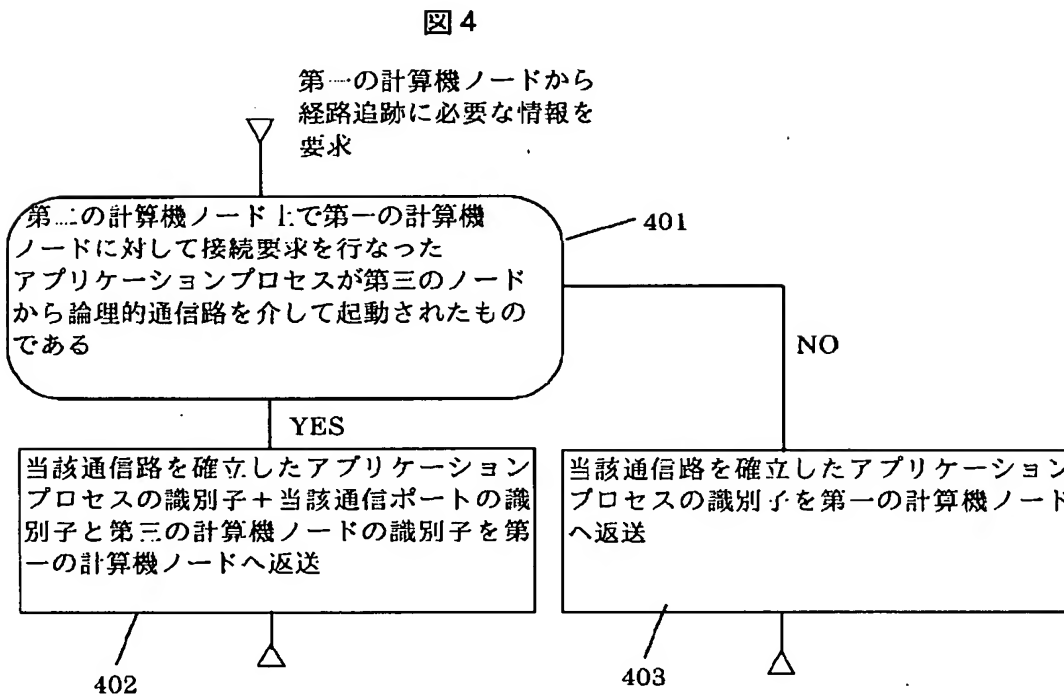 図4
第一の計算機ノードから
経路追跡に必要な情報を
要求
第二の計算機ノード上で第一の計算機
ノードに対して接続要求を行なった
アプリケーションプロセスが第三のノード
から論理的通信路を介して起動されたもの
である
401
NO
YES
当該通信路を確立したアプリケーション
プロセスの識別子+当該通信ポートの識
別子と第三の計算機ノードの識別子を第
一の計算機ノードへ返送
402
当該通信路を確立したアプリケーション
プロセスの識別子を第一の計算機ノード
へ返送
403